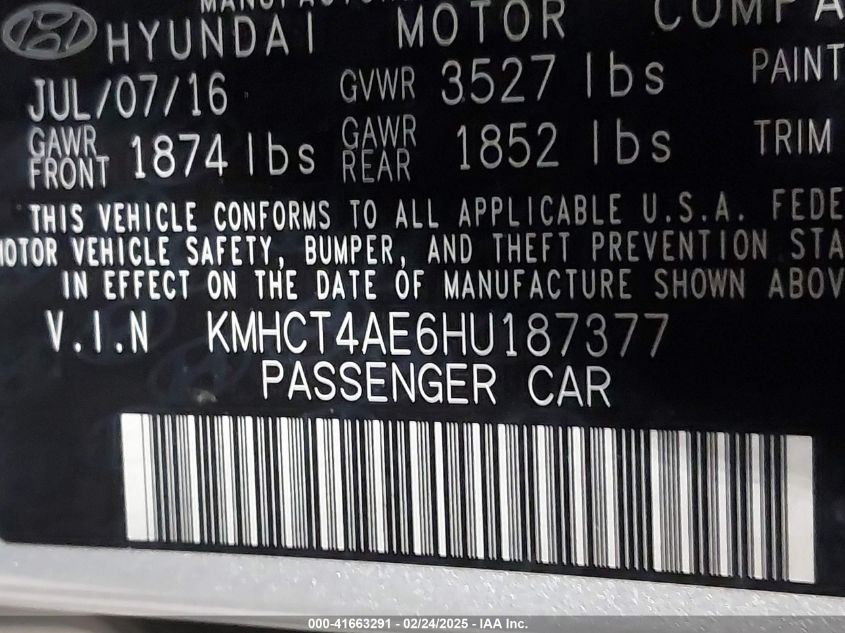 HYUNDAI MOTOR COMPA
JUL/07/16 GVWR 3527 lbs PAINT
GAWR FRONT 1874 lbs GAWR REAR 1852 lbs TRIM
THIS VEHICLE CONFORMS TO ALL APPLICABLE U.S.A. FEDE
MOTOR VEHICLE SAFETY, BUMPER, AND THEFT PREVENTION STA
IN EFFECT ON THE DATE OF MANUFACTURE SHOWN ABOV
V.I.N KMHCT4AE6HU187377
PASSENGER CAR
000-41663291 - 02/24/2025 - IAA Inc.